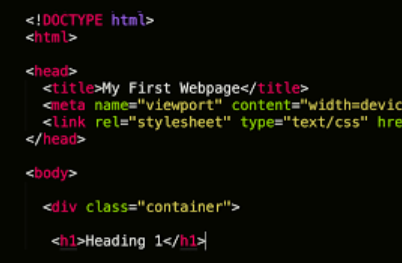 <!DOCTYPE html>
<html>
<head>
<title>My First Webpage</title>
<meta name="viewport" content="width=devic
<link rel="stylesheet" type="text/css" hre
</head>
<body>
<div class="container">
<h1>Heading 1</h1>